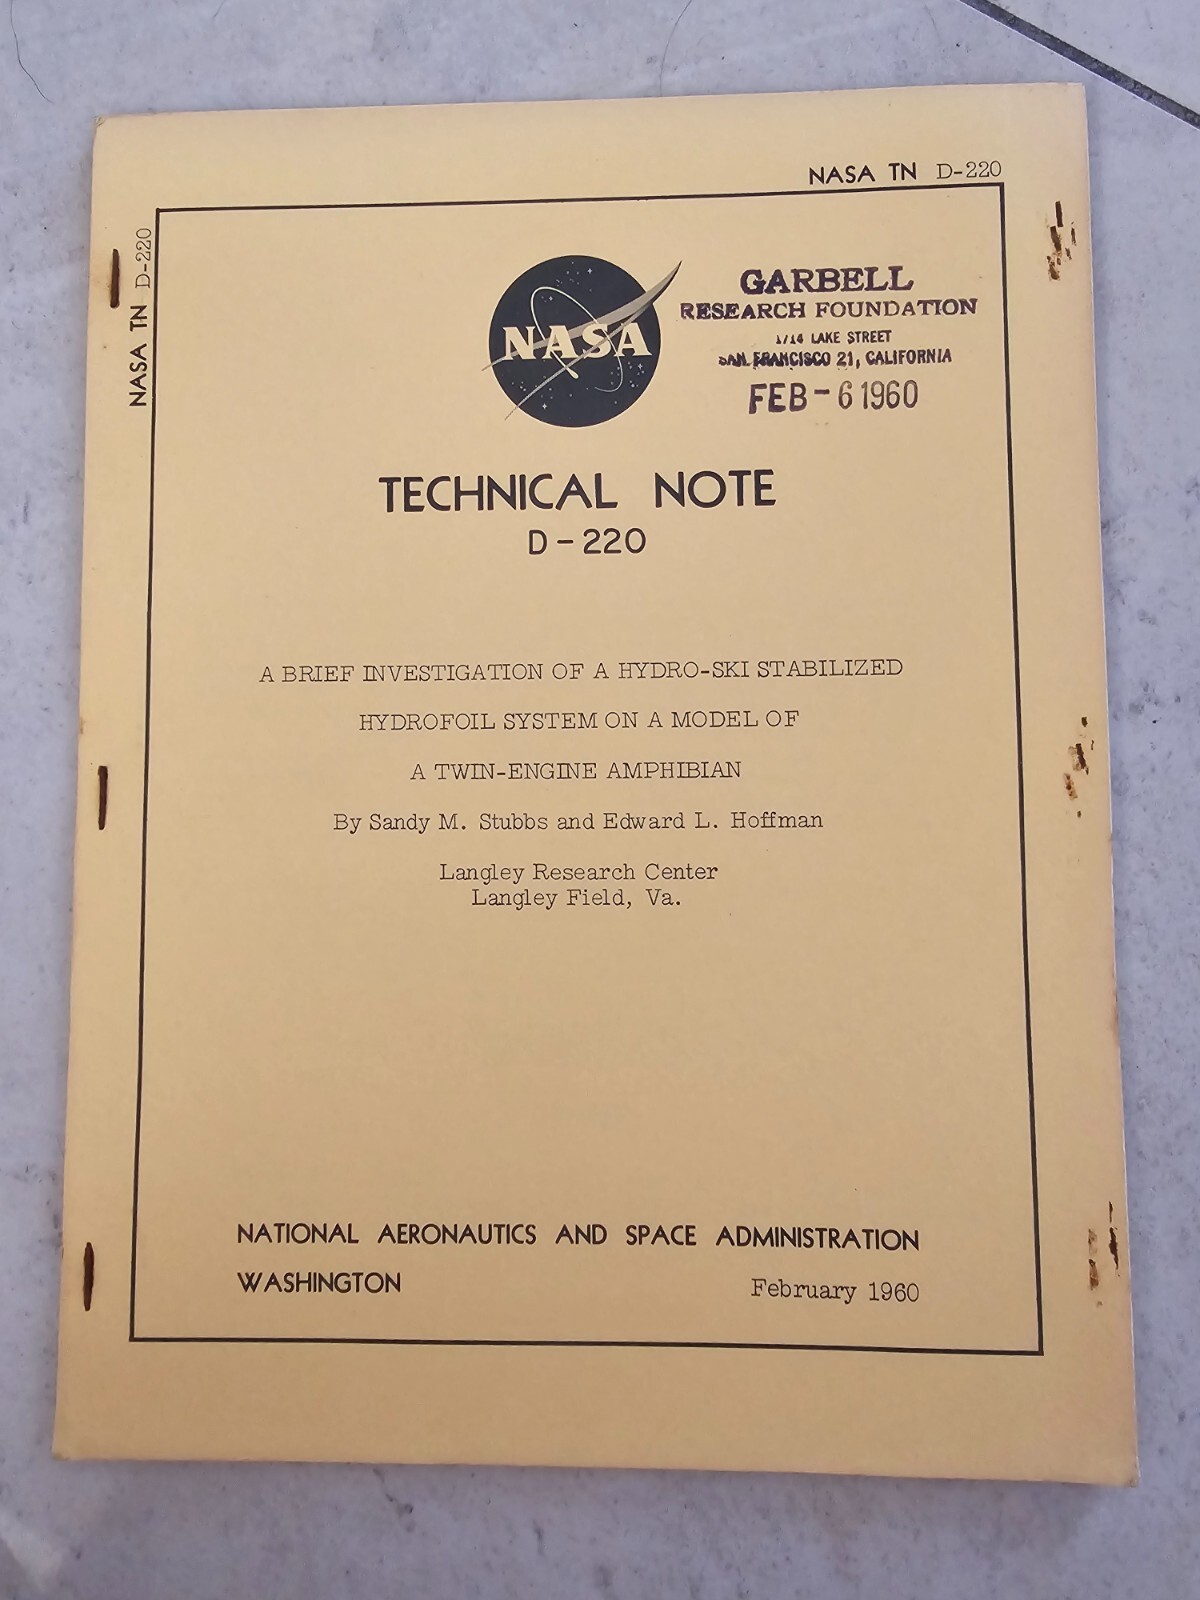 NASA TN D-220
NASA TN D-220
NASA
GARBELL
RESEARCH FOUNDATION
1714 LAKE STREET
SAN FRANCISCO 21, CALIFORNIA
FEB - 6 1960
TECHNICAL NOTE
D - 220
A BRIEF INVESTIGATION OF A HYDRO-SKI STABILIZED
HYDROFOIL SYSTEM ON A MODEL OF
A TWIN-ENGINE AMPHIBIAN
By Sandy M. Stubbs and Edward L. Hoffman
Langley Research Center
Langley Field, Va.
NATIONAL AERONAUTICS AND SPACE ADMINISTRATION
WASHINGTON
February 1960